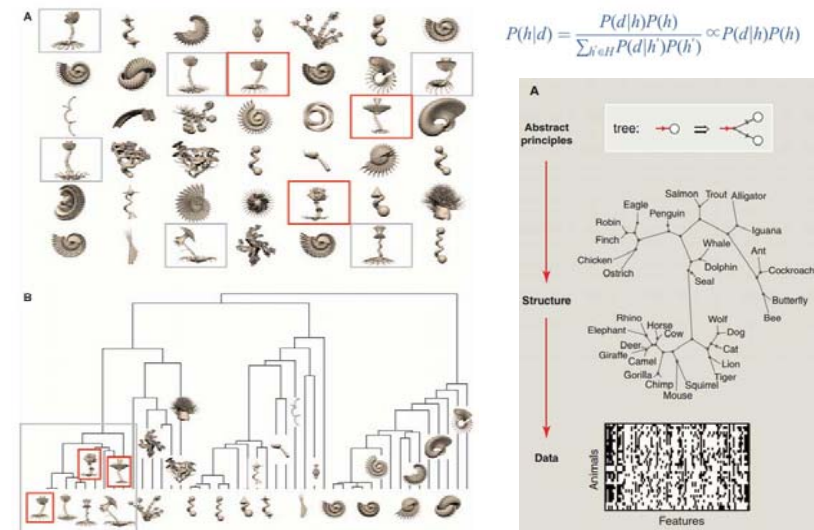 A
B
P(h|d) = P(d|h)P(h) / ∑h'∈H P(d|h')P(h') ∝P(d|h)P(h)
A
Abstract
principles
tree:
Structure
Salmon
Trout
Alligator
Eagle
Penguin
Robin
Iguana
Finch
Whale
Ant
Chicken
Dolphin
Cockroach
Ostrich
Seal
Butterfly
Bee
Rhino
Wolf
Elephant
Horse
Dog
Cow
Deer
Cat
Giraffe
Camel
Lion
Gorilla
Tiger
Chimp
Squirrel
Mouse
Data
Animals
Features